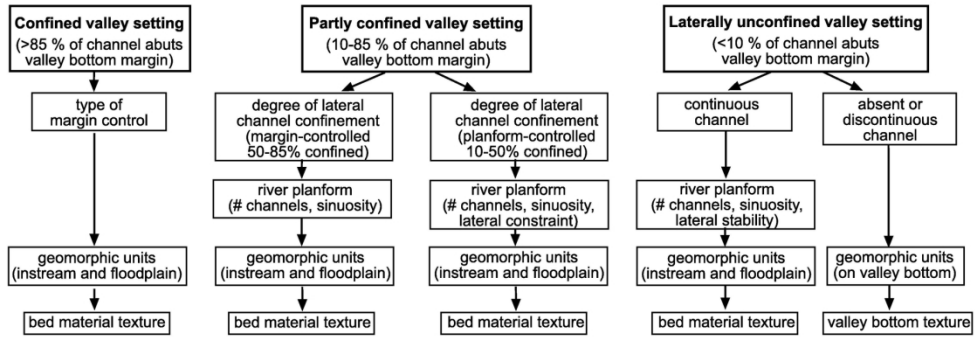 Confined valley setting
(>85 % of channel abuts
valley bottom margin)
type of
margin control
geomorphic units
(instream and floodplain)
bed material texture
Partly confined valley setting
(10-85 % of channel abuts
valley bottom margin)
degree of lateral
channel confinement
(margin-controlled
50-85% confined)
river planform
(# channels, sinuosity)
geomorphic units
(instream and floodplain)
bed material texture
degree of lateral
channel confinement
(planform-controlled
10-50% confined)
river planform
(# channels, sinuosity,
lateral constraint)
geomorphic units
(instream and floodplain)
bed material texture
Laterally unconfined valley setting
(<10 % of channel abuts
valley bottom margin)
continuous
channel
river planform
(# channels, sinuosity,
lateral stability)
geomorphic units
(instream and floodplain)
bed material texture
absent or
discontinuous
channel
geomorphic units
(on valley bottom)
valley bottom texture